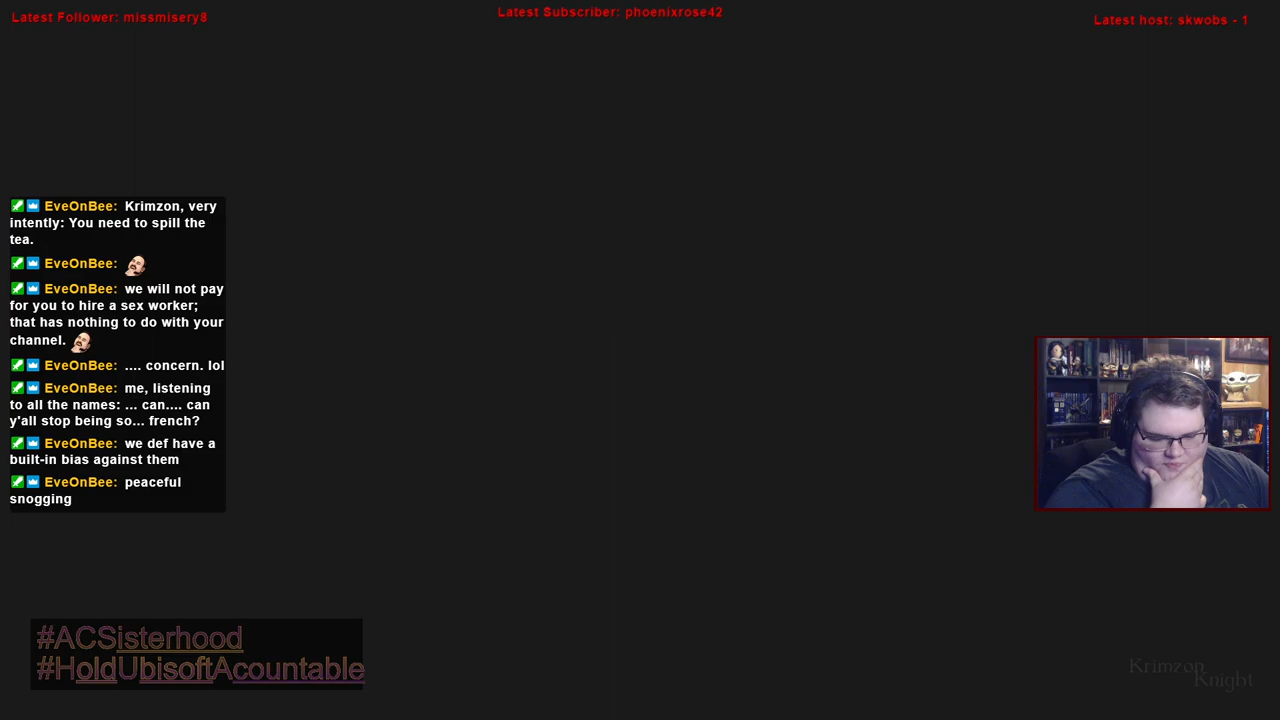 Latest Follower: missmisery8
Latest Subscriber: phoenixrose42
Latest host: skwobs - 1
EveOnBee: Krimzon, very
intently: You need to spill the
tea.
EveOnBee:
EveOnBee: we will not pay
for you to hire a sex worker;
that has nothing to do with your
channel.
EveOnBee: .... concern. lol
EveOnBee: me, listening
to all the names: ... can.... can
y'all stop being so... french?
EveOnBee: we def have a
built-in bias against them
EveOnBee: peaceful
snogging
#ACSisterhood
#HoldUbisoftAcountable
Krimzon
Knight